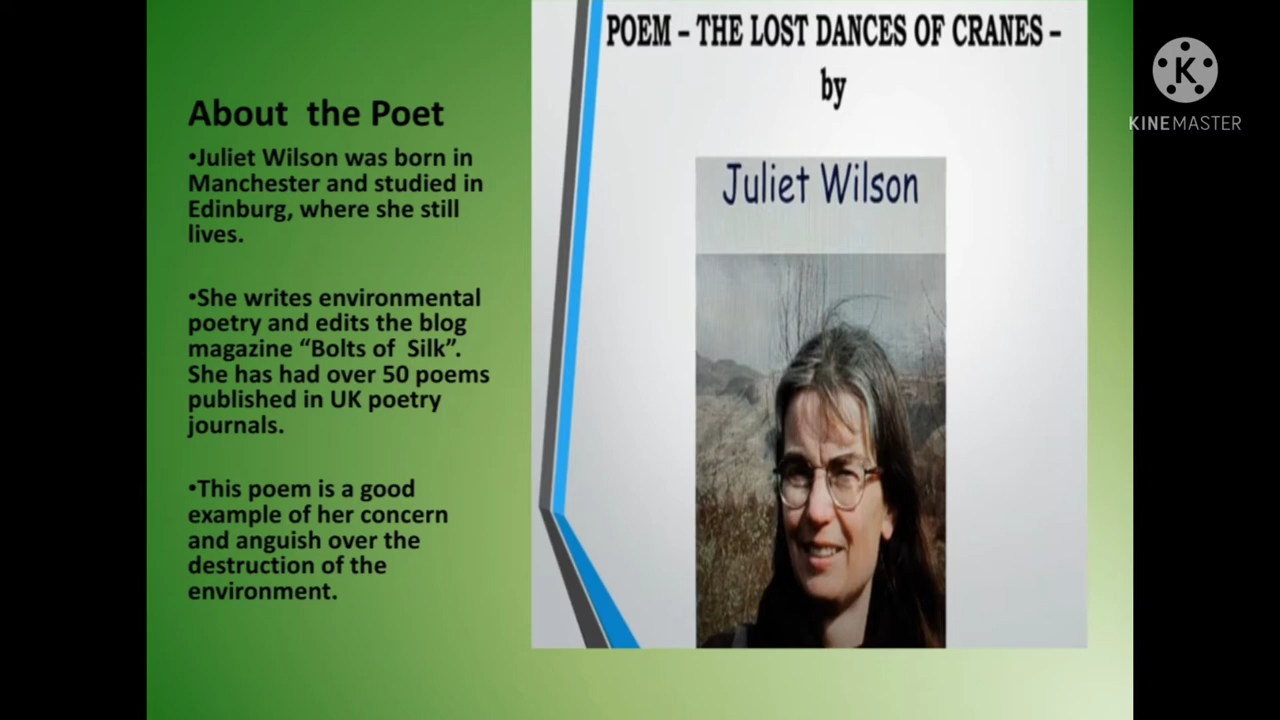 POEM – THE LOST DANCES OF CRANES –
by
Juliet Wilson
About the Poet
•Juliet Wilson was born in
Manchester and studied in
Edinburg, where she still
lives.
•She writes environmental
poetry and edits the blog
magazine “Bolts of Silk”.
She has had over 50 poems
published in UK poetry
journals.
•This poem is a good
example of her concern
and anguish over the
destruction of the
environment.
K
KINEMASTER